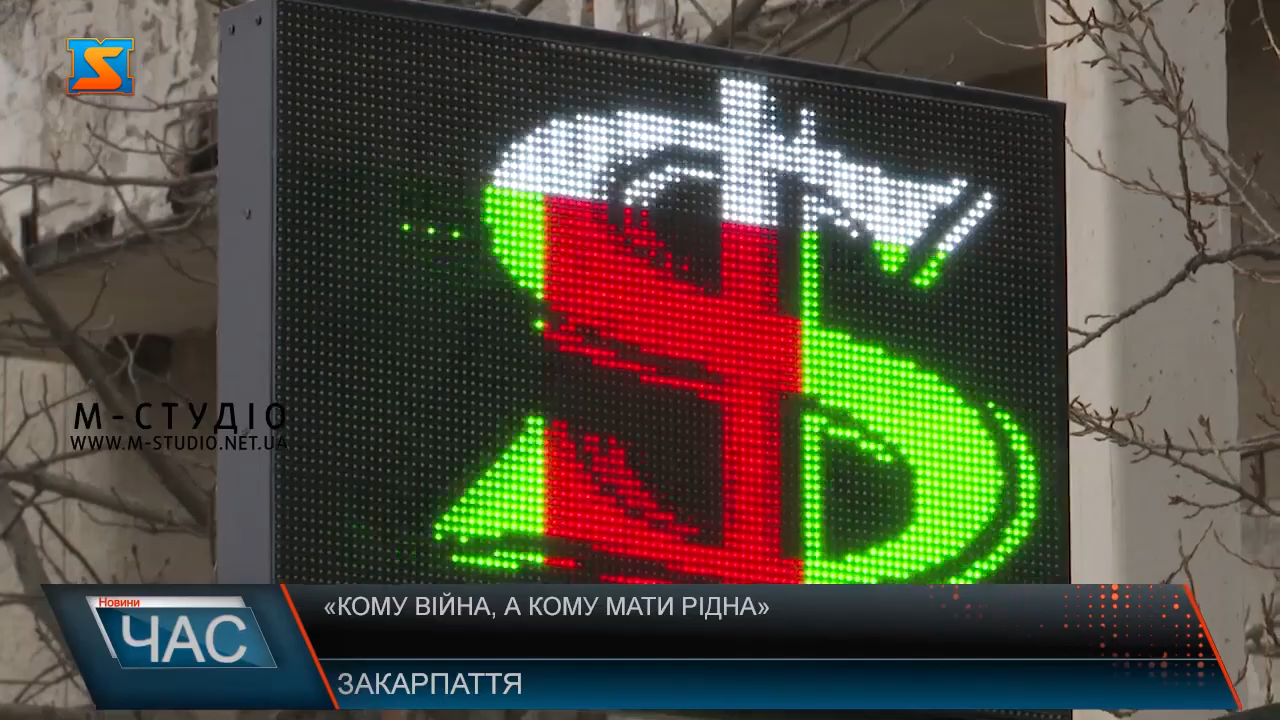 М-СТУДІО
WWW.M-STUDIO.NET.UA
$
Новини
ЧАС
«КОМУ ВІЙНА, А КОМУ МАТИ РІДНА»
ЗАКАРПАТТЯ